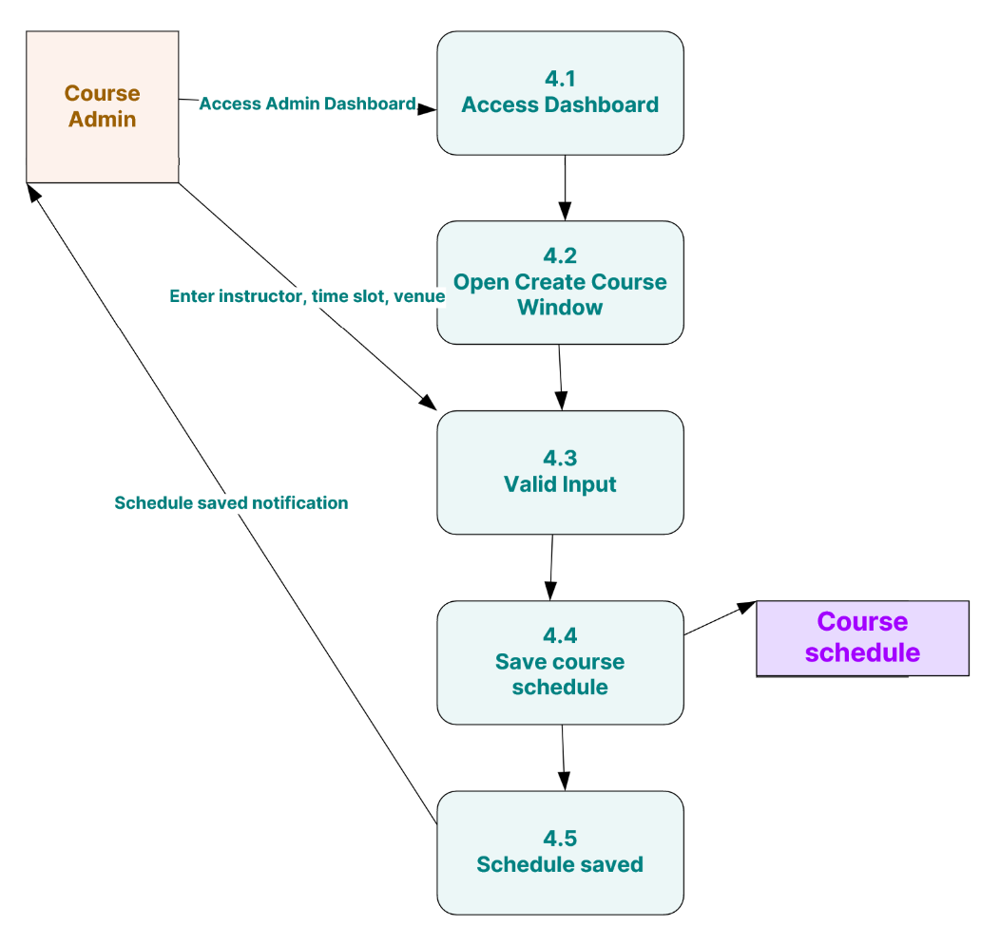 Course
Admin
Access Admin Dashboard
4.1
Access Dashboard
4.2
Open Create Course
Window
Enter instructor, time slot, venue
4.3
Valid Input
Schedule saved notification
4.4
Save course
schedule
Course
schedule
4.5
Schedule saved